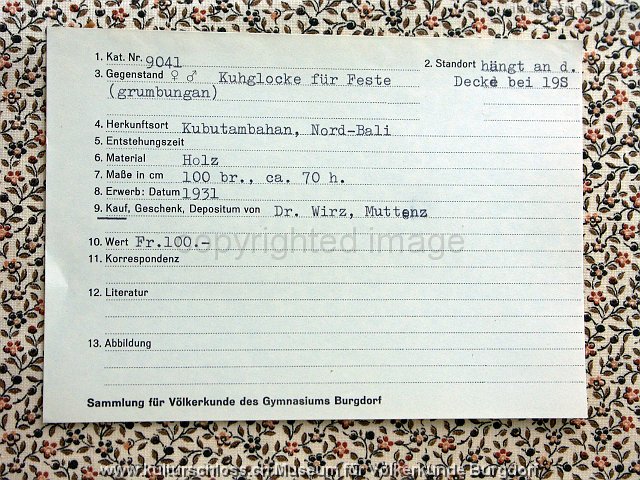 1. Kat. Nr. 9041
2. Standort hängt an d.
3. Gegenstand ♀ ♂ Kuhglocke für Feste
Decke bei 19S
(grumbungan)
4. Herkunftsort Kubutambahan, Nord-Bali
5. Entstehungszeit
6. Material Holz
7. Maße in cm 100 br., ca. 70 h.
8. Erwerb: Datum 1931
9. Kauf, Geschenk, Depositum von Dr. Wirz, Muttenz
10. Wert Fr.100.-
copyrighted image
11. Korrespondenz
12. Literatur
13. Abbildung
Sammlung für Völkerkunde des Gymnasiums Burgdorf
www.kulturschloss.ch Museum für Völkerkunde Burgdorf